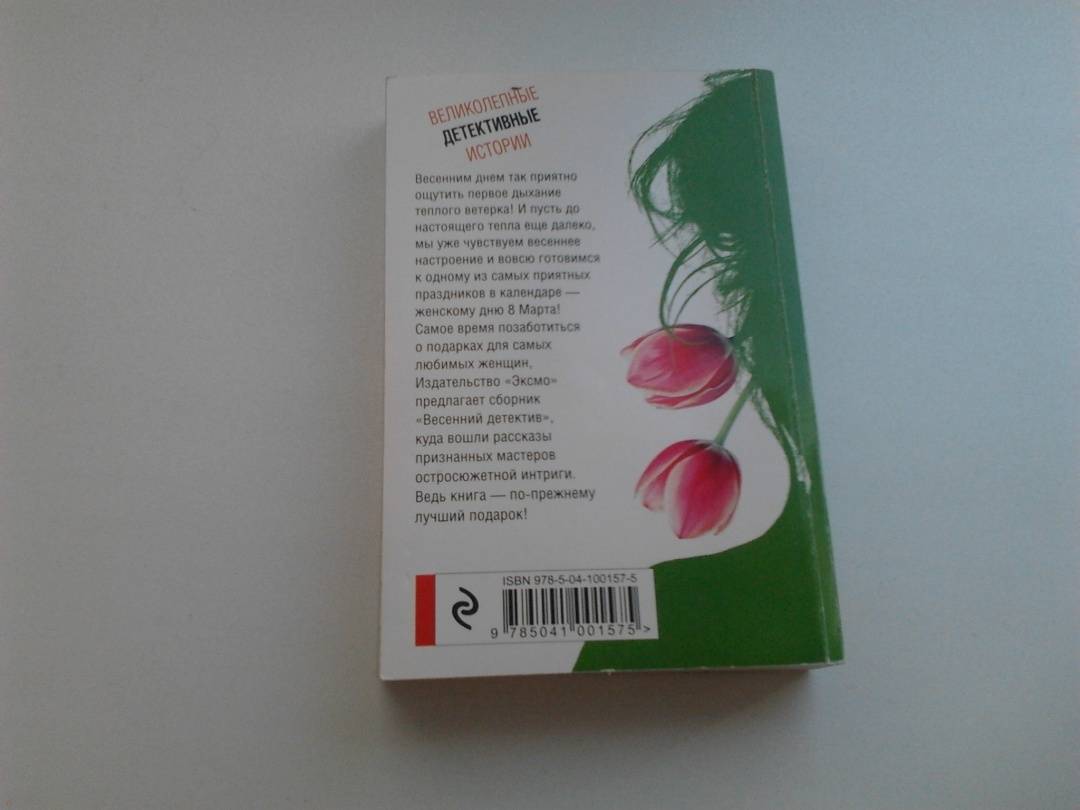 ВЕЛИКОЛЕПНЫЕ
ДЕТЕКТИВНЫЕ
ИСТОРИИ
Весенним днем так приятно
ощутить первое дыхание
теплого ветерка! И пусть до
настоящего тепла еще далеко,
мы уже чувствуем весеннее
настроение и вовсю готовимся
к одному из самых приятных
праздников в календаре —
женскому дню 8 Марта!
Самое время позаботиться
о подарках для самых
любимых женщин,
Издательство «Эксмо»
предлагает сборник
«Весенний детектив»,
куда вошли рассказы
признанных мастеров
остросюжетной интриги.
Ведь книга — по-прежнему
лучший подарок!
ISBN 978-5-04-100157-5
9 785041 001575 >